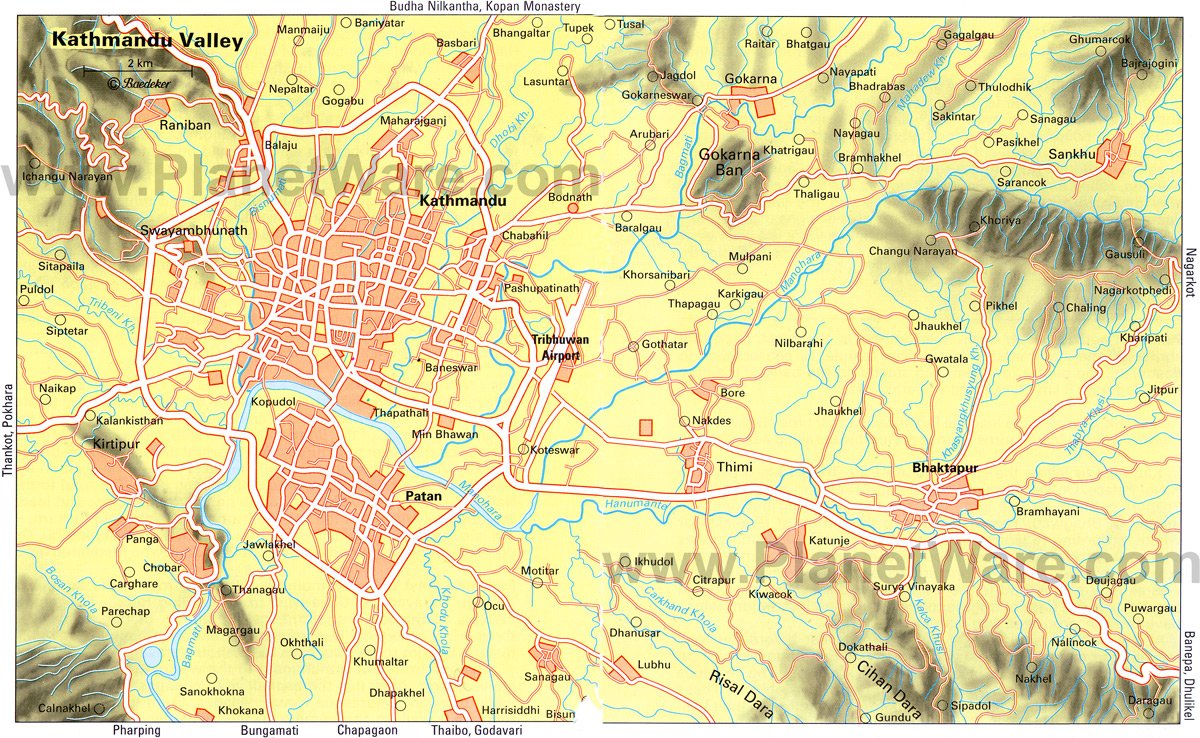 Budha Nilkantha, Kopan Monastery
Kathmandu Valley
2 km
© Baedeker
Manmaiju
Baniyatar
Bhangaltar
Basbari
Tupek
Tusal
Raitar
Bhatgau
Gagalgau
Ghumarcok
Bajrajogini
Nepaltar
Gogabu
Lasuntar
Jagdol
Gokarna
Nayapati
Bhadrabas
Mahadew Kh.
Thulodhik
Gokarneswar
Raniban
Maharajganj
Dhobi Kh.
Arubari
Nayagau
Sakintar
Sanagau
Balaju
Bagmati
Gokarna
Ban
Khatrigau
Bramhakhel
Pasikhel
Sankhu
www.PlanetWare.com
Ichangu Narayan
Kathmandu
Bodnath
Thaligau
Sarancok
Swayambhunath
Chabahil
Baralgau
Khoriya
Changu Narayan
Gausuli
Nagarkot
Sitapaila
Mulpani
Manohara
Khorsanibari
Pashupatinath
Nagarkotphedi
Puldol
Tribeni Kh.
Karkigau
Thapagau
Pikhel
Chaling
Siptetar
Jhaukhel
Kharipati
Tribhuwan
Airport
Gothatar
Nilbarahi
Baneswar
Gwatala
Khasyangkhusyung Kh.
Naikap
Kopudol
Thapathali
Bore
Jhaukhel
Jitpur
Thankot, Pokhara
Kalankisthan
Min Bhawan
Nakdes
Kirtipur
Koteswar
Thimi
Bhaktapur
Patan
Manohara
Hanumante
Bramhayani
Panga
Jawlakhel
Katunje
www.PlanetWare.com
Chobar
Bosan Khola
Carghare
Thanagau
Motitar
Ikhudol
Citrapur
Kiwacok
Surya Vinayaka
Deujagau
Parechap
Ocu
Khodu Khola
Carkhand Khola
Puwargau
Magargau
Dhanusar
Bagmati
Okhthali
Khumaltar
Dokathali
Nalincok
Banepa, Dhulikel
Sanokhokna
Sanagau
Lubhu
Risal Dara
Cihan Dara
Nakhel
Dhapakhel
Calnakhel
Khokana
Harrisiddhi
Bisun
Gundu
Sipadol
Daragau
Pharping
Bungamati
Chapagaon
Thaibo, Godavari